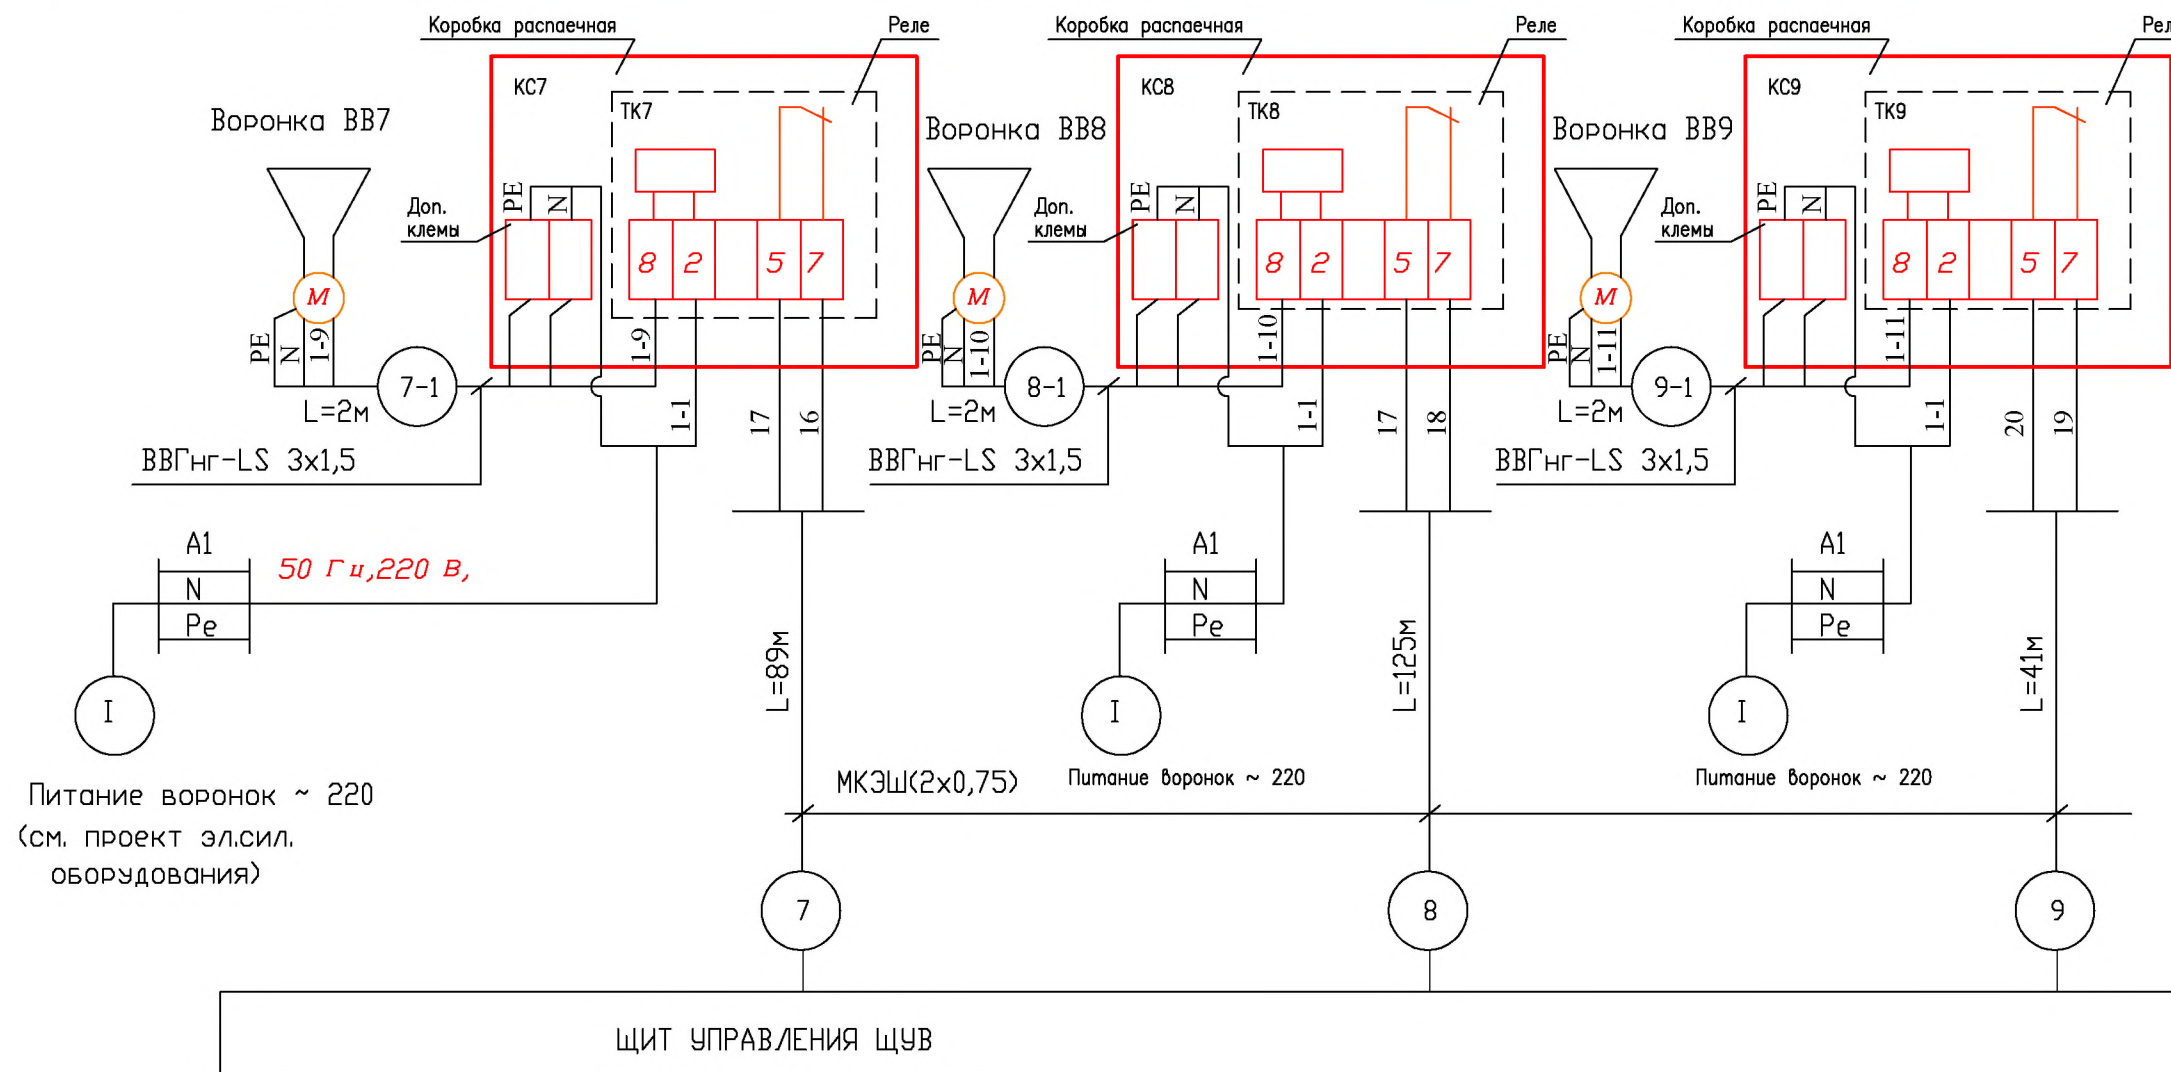 Коробка распаечная
Реле
Коробка распаечная
Реле
Коробка распаечная
КС7
КС8
КС9
ТК7
ТК8
ТК9
Воронка ВВ7
Воронка ВВ8
Воронка ВВ9
Доп.
клемы
PE
N
8 2 5 7
Доп.
клемы
PE
N
8 2 5 7
Доп.
клемы
PE
N
8 2 5 7
М
М
М
PE
N
1-9
1-9
PE
N
1-10
1-10
PE
N
1-11
1-11
7-1
8-1
9-1
L=2м
L=2м
L=2м
1-1
17
16
1-1
17
18
1-1
20
19
ВВГнг-LS 3х1,5
ВВГнг-LS 3х1,5
ВВГнг-LS 3х1,5
А1
N
Ре
50 Гц,220 В,
А1
N
Ре
А1
N
Ре
L=89м
L=125м
L=41м
I
I
I
Питание воронок ~ 220
(см. проект эл.сил.
оборудования)
МКЭШ(2х0,75)
Питание воронок ~ 220
Питание воронок ~ 220
7
8
9
ЩИТ УПРАВЛЕНИЯ ЩУВ